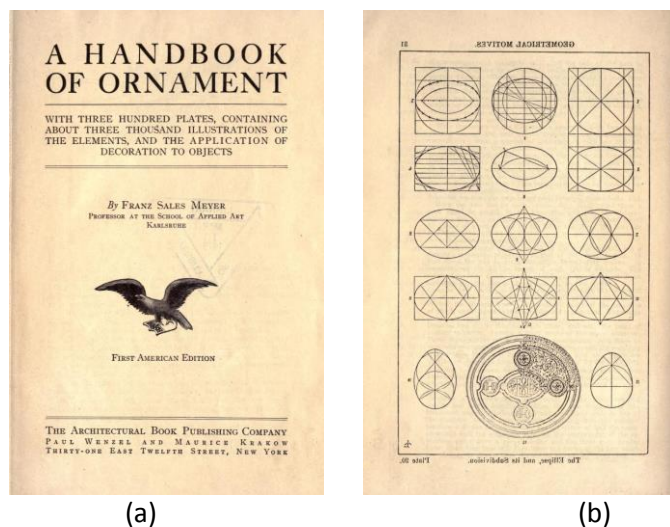 A HANDBOOK
OF ORNAMENT
WITH THREE HUNDRED PLATES, CONTAINING
ABOUT THREE THOUSAND ILLUSTRATIONS OF
THE ELEMENTS, AND THE APPLICATION OF
DECORATION TO OBJECTS
By FRANZ SALES MEYER
PROFESSOR AT THE SCHOOL OF APPLIED ART
KARLSRUHE
FIRST AMERICAN EDITION
THE ARCHITECTURAL BOOK PUBLISHING COMPANY
PAUL WENZEL AND MAURICE KRAKOW
THIRTY-ONE EAST TWELFTH STREET, NEW YORK
(a)
GEOMETRICAL MOTIVES.
The Ellipse, and its Subdivision.
Plate 20.
(b)